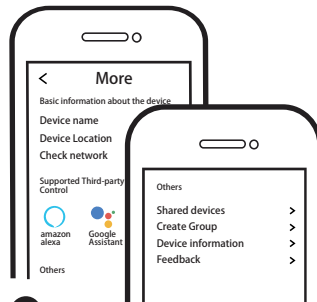 More
Basic information about the device
Device name
Device Location
Check network
Supported Third-party
Control
amazon
alexa
Google
Assistant
Others
Others
Shared devices
Create Group
Device information
Feedback